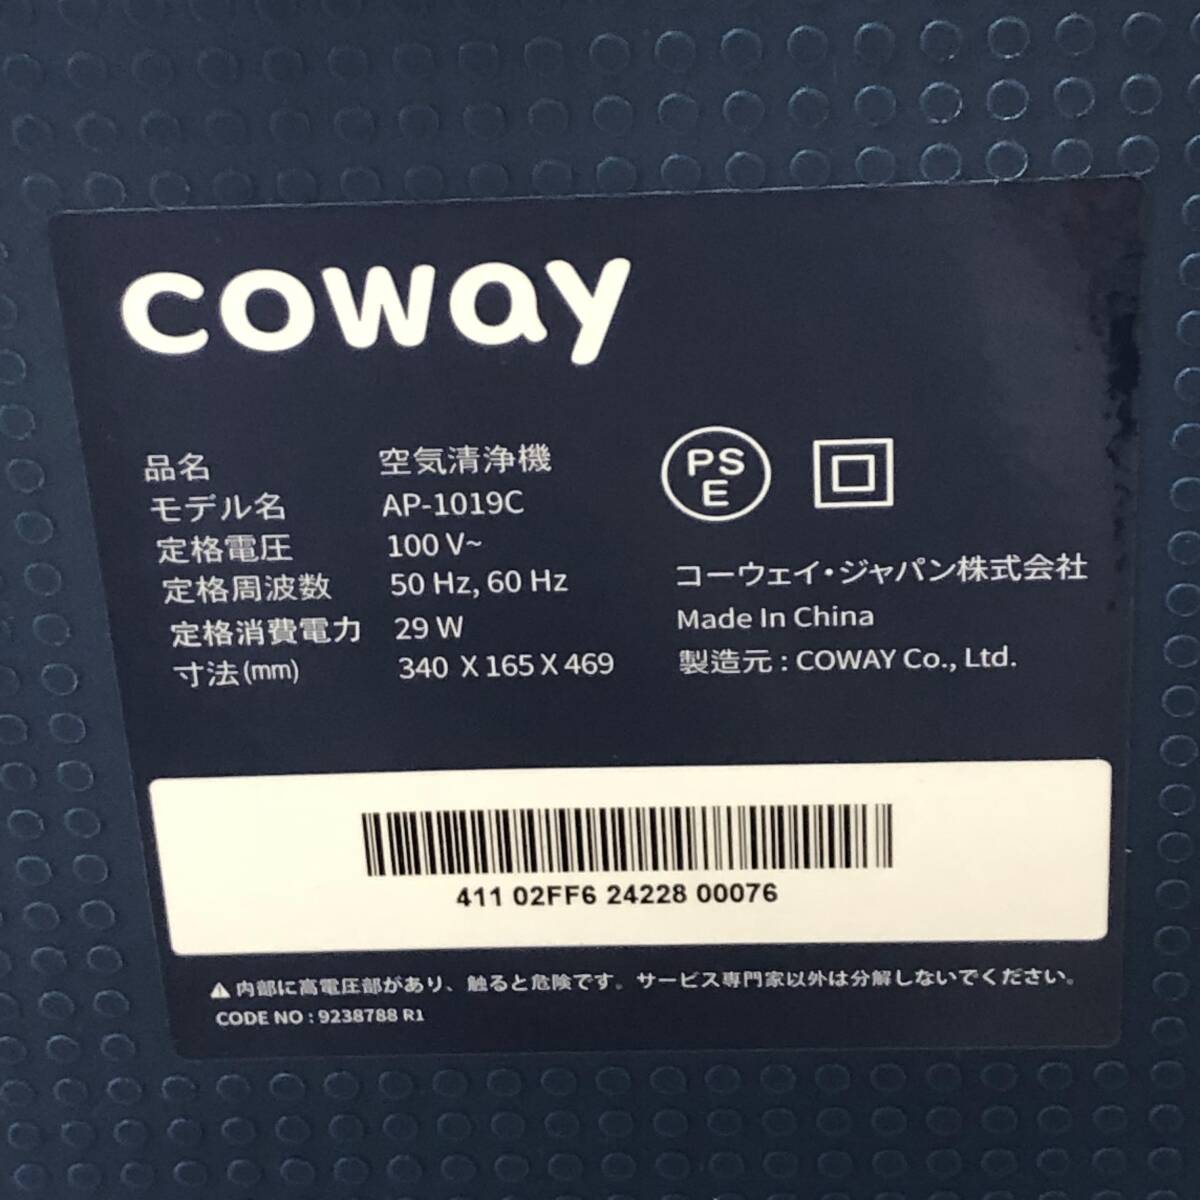 coway
品名 空気清浄機
モデル名 AP-1019C
定格電圧 100 V~
定格周波数 50 Hz, 60 Hz
定格消費電力 29 W
寸法(mm) 340 X 165 X 469
PS
E
コーウェイ・ジャパン株式会社
Made In China
製造元 : COWAY Co., Ltd.
411 02FF6 24228 00076
⚠内部に高電圧部があり、触ると危険です。サービス専門家以外は分解しないでください。
CODE NO : 9238788 R1